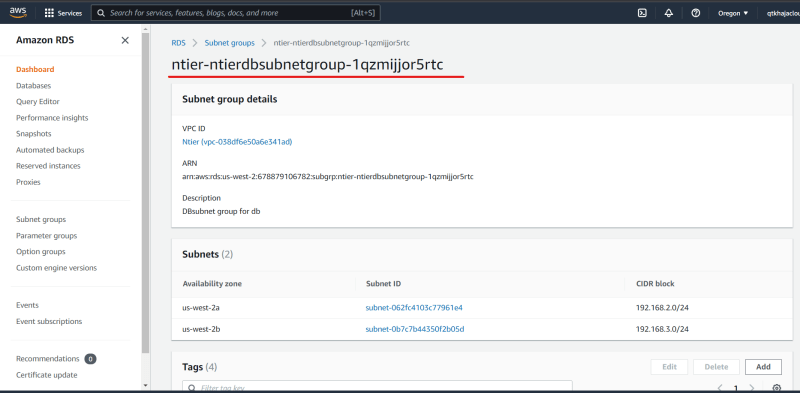 aws
Services
Search for services, features, blogs, docs, and more
[Alt+S]
Oregon
qtkhajaclou
Amazon RDS
Dashboard
Databases
Query Editor
Performance insights
Snapshots
Automated backups
Reserved instances
Proxies
Subnet groups
Parameter groups
Option groups
Custom engine versions
Events
Event subscriptions
Recommendations 0
Certificate update
RDS > Subnet groups > ntier-ntierdbsubnetgroup-1qzmijjor5rtc
ntier-ntierdbsubnetgroup-1qzmijjor5rtc
Subnet group details
VPC ID
Ntier (vpc-038df6e50a6e341ad)
ARN
arn:aws:rds:us-west-2:678879106782:subgrp:ntier-ntierdbsubnetgroup-1qzmijjor5rtc
Description
DBsubnet group for db
Subnets (2)
Availability zone Subnet ID CIDR block
us-west-2a subnet-062fc4103c77961e4 192.168.2.0/24
us-west-2b subnet-0b7c7b44350f2b05d 192.168.3.0/24
Tags (4)
Edit Delete Add
Filter tag key
1